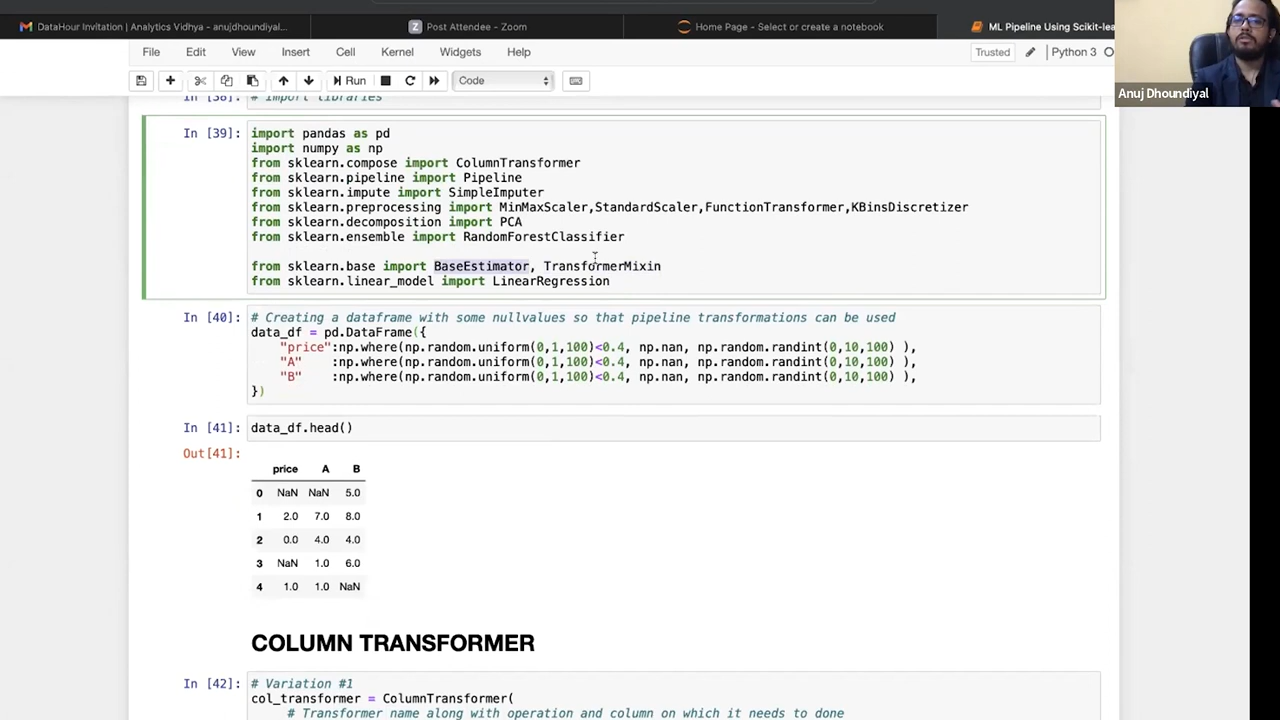 DataHour Invitation | Analytics Vidhya - anujdhoundiyal...
Post Attendee - Zoom
Home Page - Select or create a notebook
ML Pipeline Using Scikit-lea
File Edit View Insert Cell Kernel Widgets Help
Trusted
Python 3
Run
Code
Anuj Dhoundiyal
In [38]: # Import libraries
In [39]: import pandas as pd
import numpy as np
from sklearn.compose import ColumnTransformer
from sklearn.pipeline import Pipeline
from sklearn.impute import SimpleImputer
from sklearn.preprocessing import MinMaxScaler,StandardScaler,FunctionTransformer,KBinsDiscretizer
from sklearn.decomposition import PCA
from sklearn.ensemble import RandomForestClassifier
from sklearn.base import BaseEstimator, TransformerMixin
from sklearn.linear_model import LinearRegression
In [40]: # Creating a dataframe with some nullvalues so that pipeline transformations can be used
data_df = pd.DataFrame({
"price":np.where(np.random.uniform(0,1,100)<0.4, np.nan, np.random.randint(0,10,100) ),
"A" :np.where(np.random.uniform(0,1,100)<0.4, np.nan, np.random.randint(0,10,100) ),
"B" :np.where(np.random.uniform(0,1,100)<0.4, np.nan, np.random.randint(0,10,100) ),
})
In [41]: data_df.head()
Out[41]:
price A B
0 NaN NaN 5.0
1 2.0 7.0 8.0
2 0.0 4.0 4.0
3 NaN 1.0 6.0
4 1.0 1.0 NaN
COLUMN TRANSFORMER
In [42]: # Variation #1
col_transformer = ColumnTransformer(
# Transformer name along with operation and column on which it needs to done